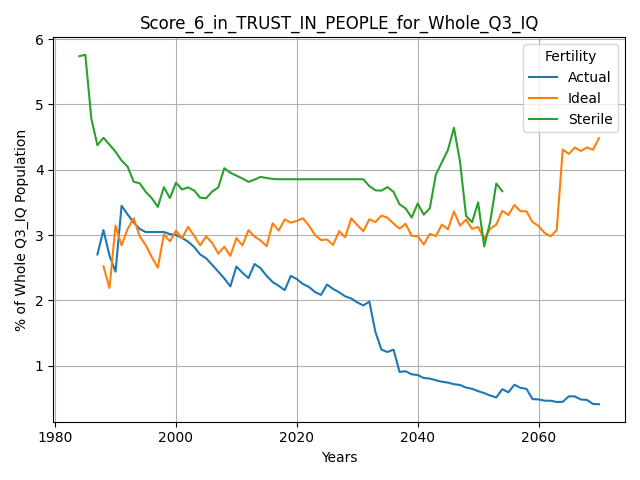 Score_6_in_TRUST_IN_PEOPLE_for_Whole_Q3_IQ
% of Whole Q3_IQ Population
6
5
4
3
2
1
Fertility
Actual
Ideal
Sterile
1980 2000 2020 2040 2060
Years